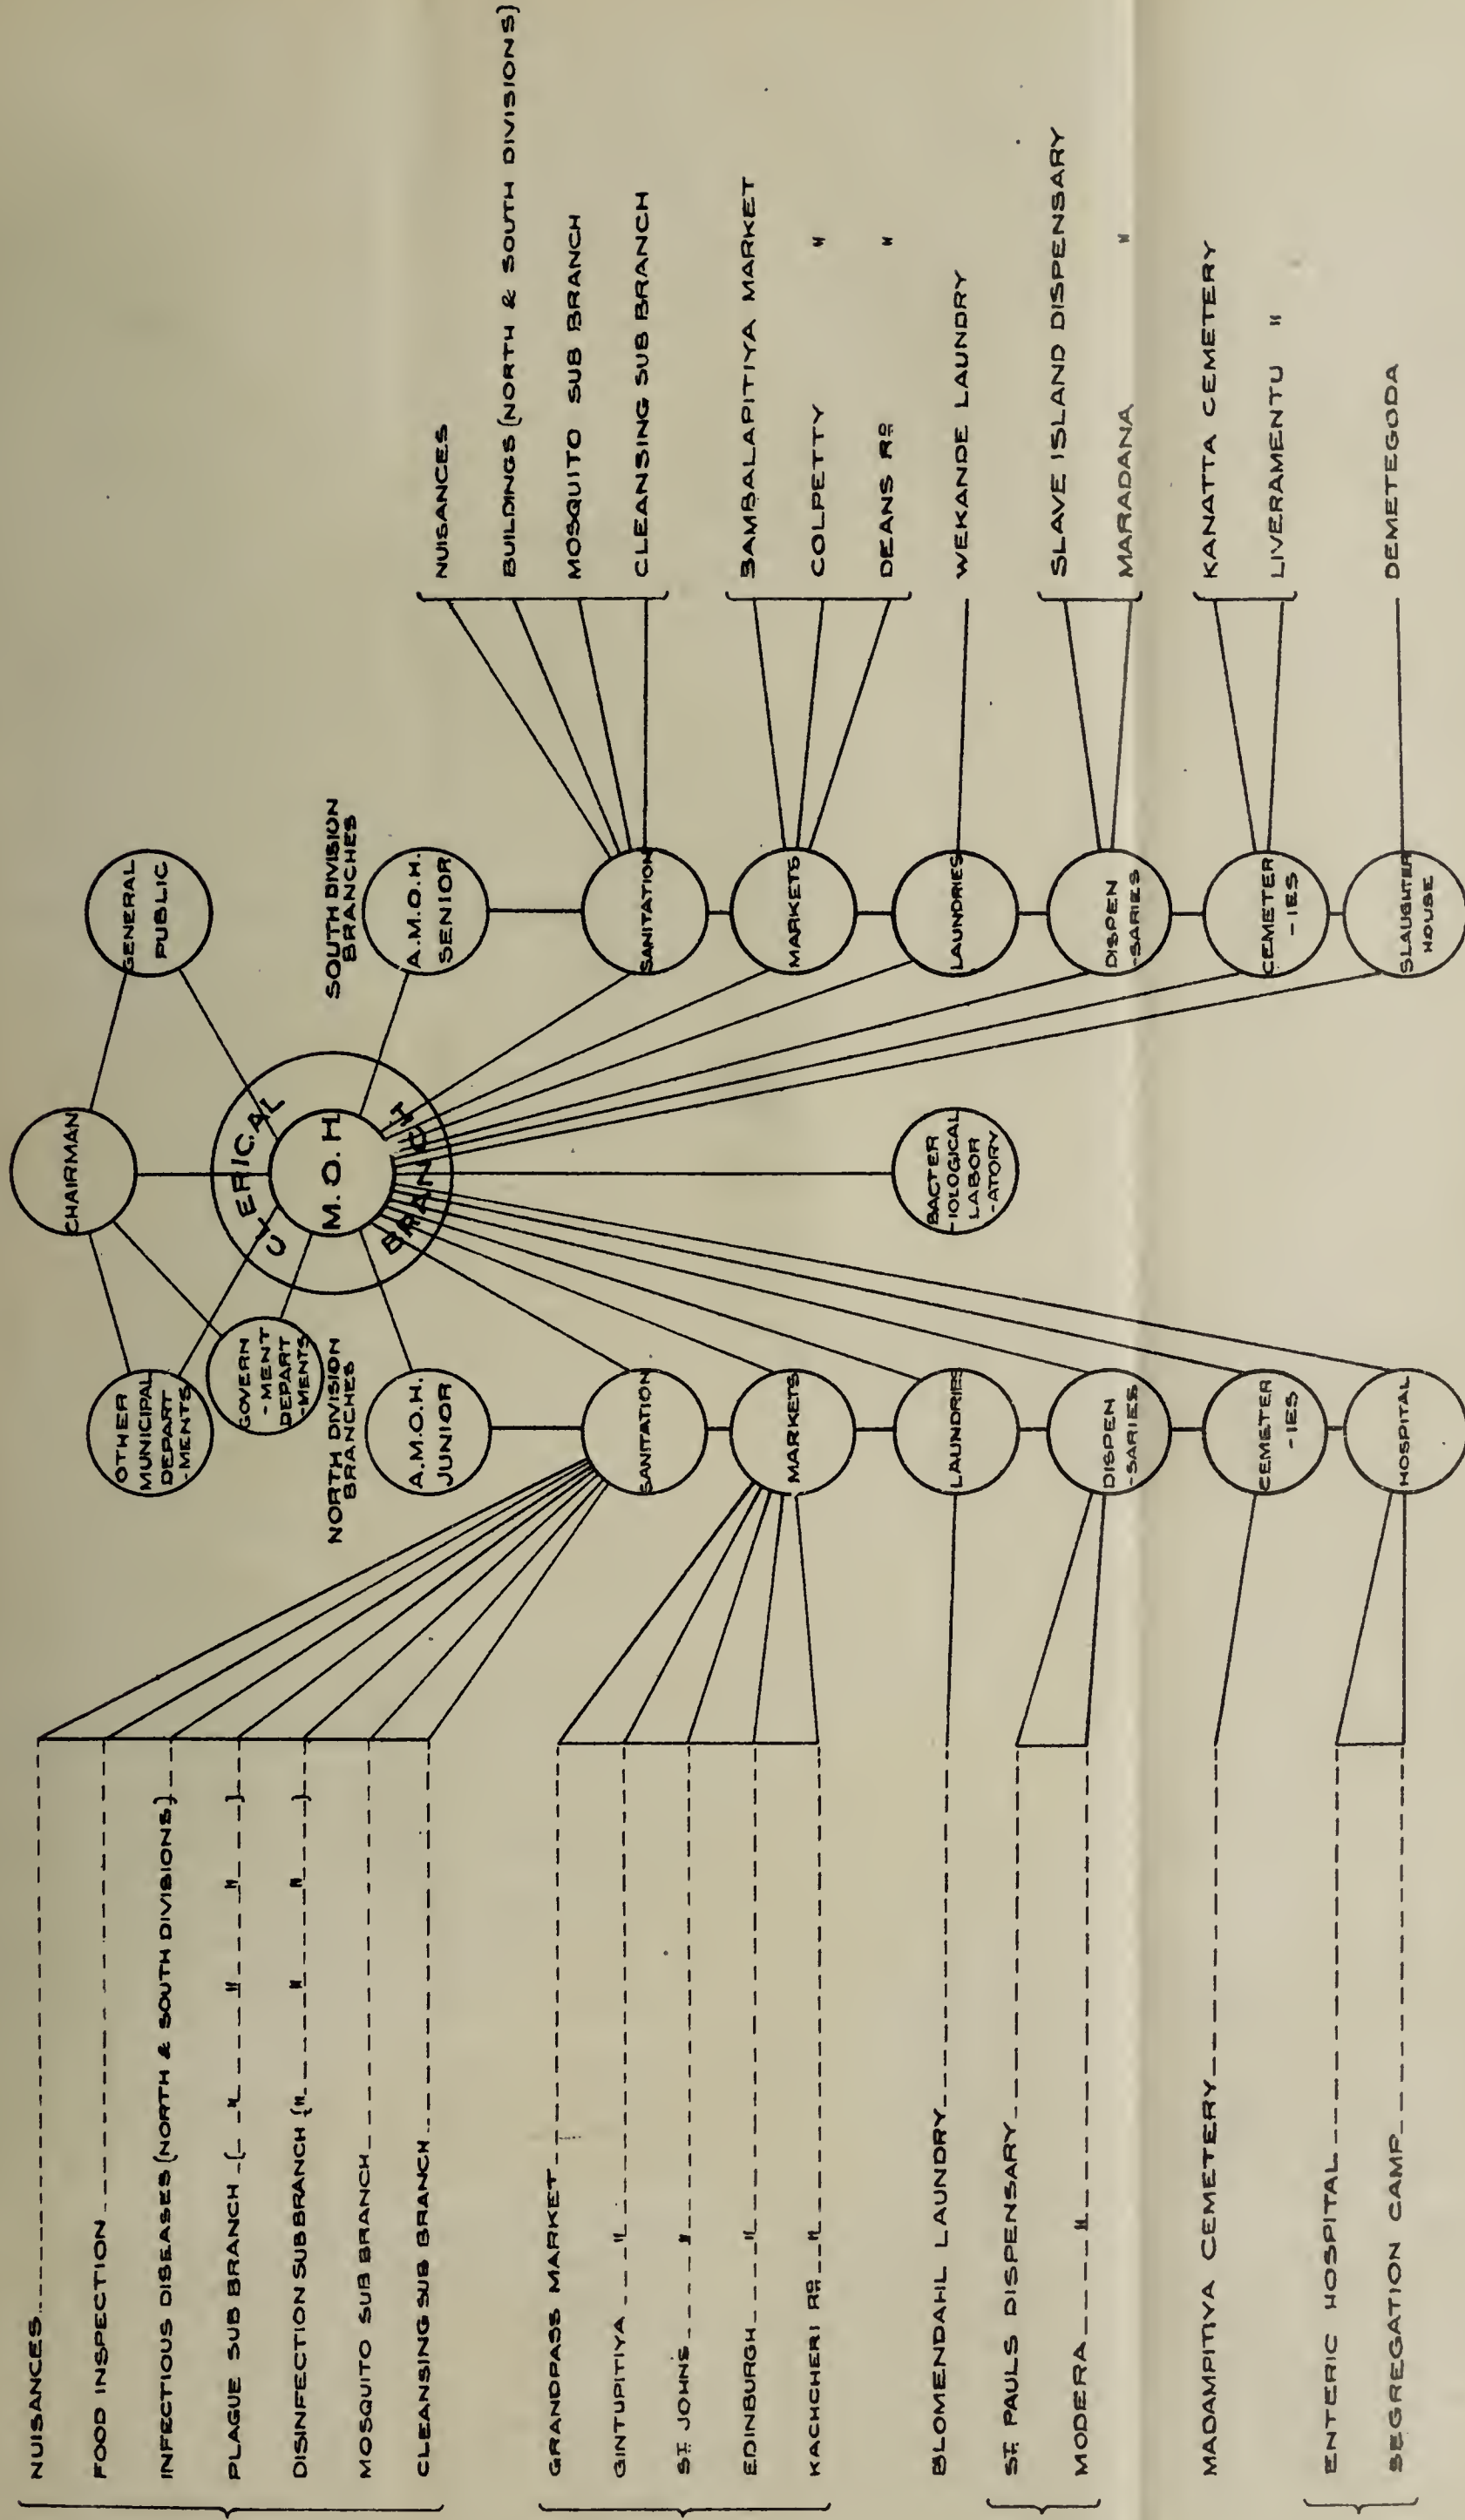 CHAIRMAN
OTHER
MUNICIPAL
DEPART
-MENTS
GENERAL
PUBLIC
GOVERN
-MENT
DEPART
-MENTS
CLERICAL
M. O. H.
BRANCH
NORTH DIVISION
BRANCHES
SOUTH DIVISION
BRANCHES
A.M.O.H.
JUNIOR
A.M.O.H.
SENIOR
SANITATION
MARKETS
LAUNDRIES
DISPEN
-SARIES
CEMETER
-IES
HOSPITAL
BACTER
-IOLOGICAL
LABOR
-ATORY
SANITATION
MARKETS
LAUNDRIES
DISPEN
-SARIES
CEMETER
-IES
SLAUGHTER
HOUSE
NUISANCES
FOOD INSPECTION
INFECTIOUS DISEASES (NORTH & SOUTH DIVISIONS)
PLAGUE SUB BRANCH ( " " " )
DISINFECTION SUB BRANCH ( " " " )
MOSQUITO SUB BRANCH
CLEANSING SUB BRANCH
GRANDPASS MARKET
GINTUPITIYA "
ST. JOHNS "
EDINBURGH "
KACHCHERI RD "
BLOMENDAHL LAUNDRY
ST. PAULS DISPENSARY
MODERA "
MADAMPITIYA CEMETERY
ENTERIC HOSPITAL
SEGREGATION CAMP
NUISANCES
BUILDINGS (NORTH & SOUTH DIVISIONS)
MOSQUITO SUB BRANCH
CLEANSING SUB BRANCH
BAMBALAPITIYA MARKET
COLPETTY "
DEANS RD "
WEKANDE LAUNDRY
SLAVE ISLAND DISPENSARY
MARADANA "
KANATTA CEMETERY
LIVERAMENTU "
DEMETEGODA